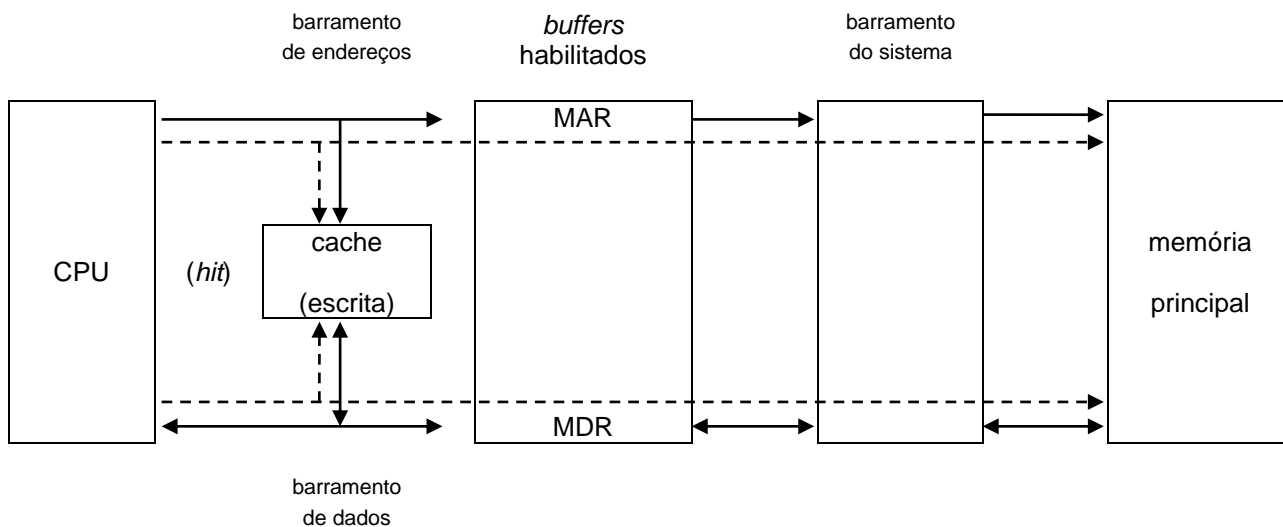 barramento
de endereços
buffers
habilitados
barramento
do sistema
MAR
CPU
(hit)
cache
(escrita)
memória
principal
MDR
barramento
de dados